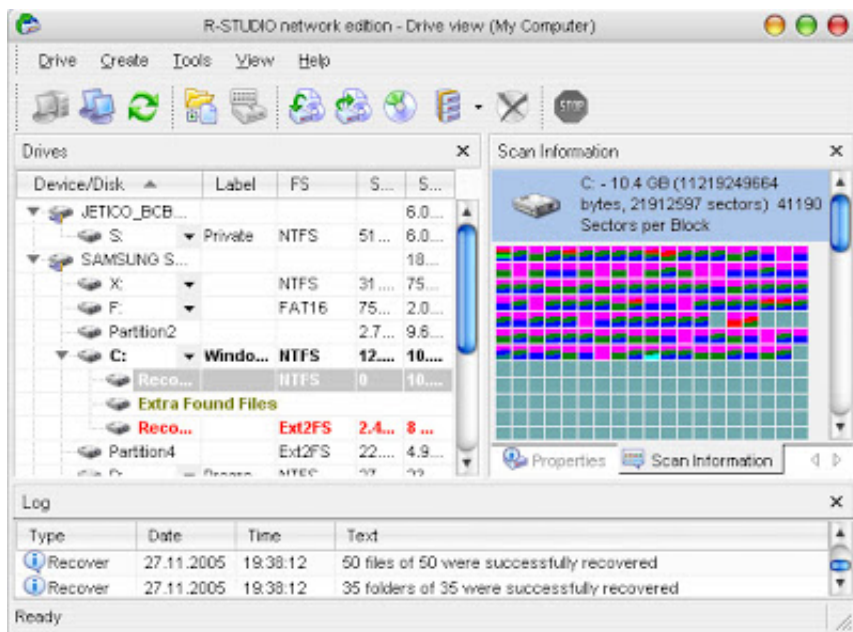 R-STUDIO network edition - Drive view (My Computer)
Drive Create Tools View Help
STOP
Drives
Device/Disk Label FS S... S...
JETICO_BCB... 6.0...
S: Private NTFS 51... 6.0...
SAMSUNG S... 18...
X: NTFS 31.... 75...
F: FAT16 75... 2.0...
Partition2 2.7... 9.6...
C: Windo... NTFS 12.... 10....
Reco... NTFS 0 10....
Extra Found Files
Reco... Ext2FS 2.4... 8 ...
Partition4 Ext2FS 22.... 4.9...
NTFS
Scan Information
C: - 10.4 GB (11219249664
bytes, 21912597 sectors) 41190
Sectors per Block
Properties Scan Information
Log
Type Date Time Text
Recover 27.11.2005 19:38:12 50 files of 50 were successfully recovered
Recover 27.11.2005 19:38:12 35 folders of 35 were successfully recovered
Ready